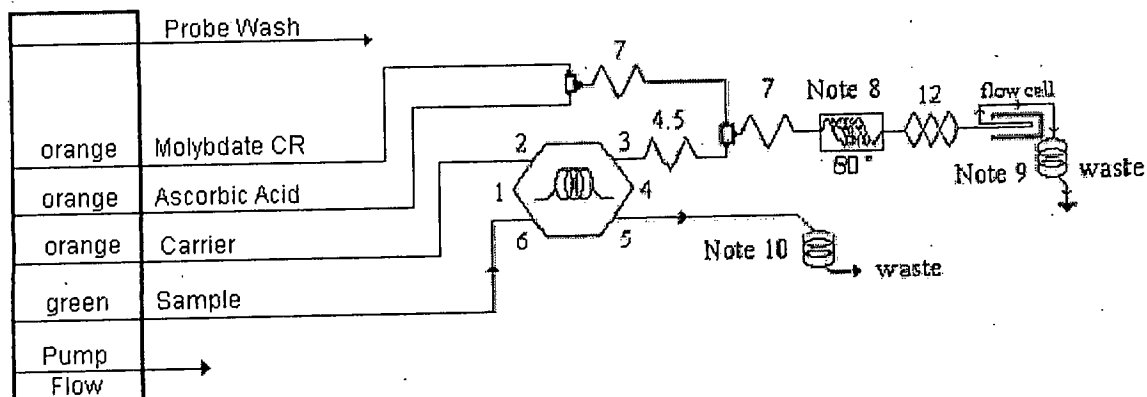 Probe Wash
7
Note 8
7
12
flow cell
4.5
60°
orange Molybdate CR
2
3
Note 9
waste
orange Ascorbic Acid
1
4
6
5
orange Carrier
Note 10
waste
green Sample
Pump
Flow